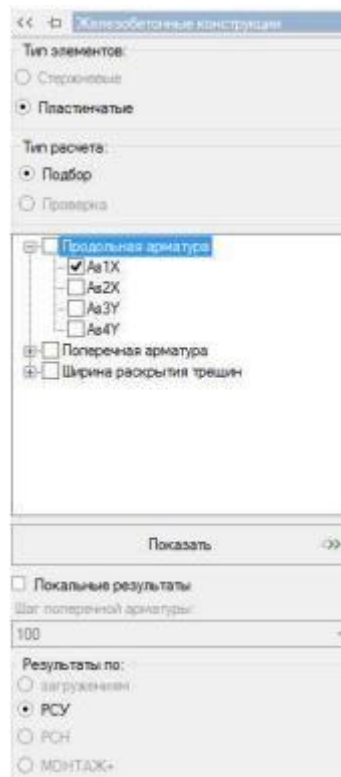 << Железобетонные конструкции
Тип элементов:
Стержневые
Пластинчатые
Тип расчета:
Подбор
Проверка
Продольная арматура
As1X
As2X
As3Y
As4Y
Поперечная арматура
Ширина раскрытия трещин
Показать >>
Локальные результаты
Шаг поперечной арматуры:
100
Результаты по:
загружениям
РСУ
РСН
МОНТАЖ+